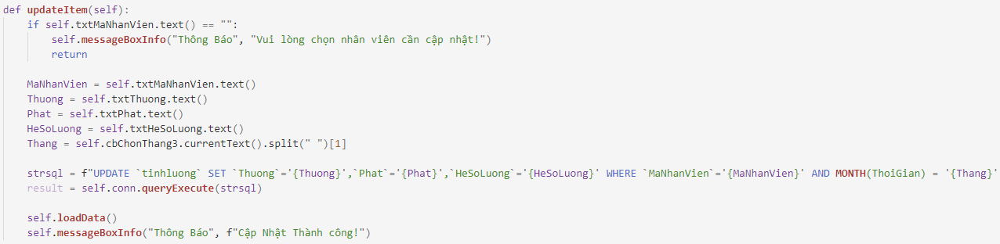 def updateItem(self):
    if self.txtMaNhanVien.text() == "":
        self.messageBoxInfo("Thông Báo", "Vui lòng chọn nhân viên cần cập nhật!")
        return
    MaNhanVien = self.txtMaNhanVien.text()
    Thuong = self.txtThuong.text()
    Phat = self.txtPhat.text()
    HeSoLuong = self.txtHeSoLuong.text()
    Thang = self.cbChonThang3.currentText().split(" ")[1]
    strsql = f"UPDATE `tinhluong` SET `Thuong`='{Thuong}',`Phat`='{Phat}',`HeSoLuong`='{HeSoLuong}' WHERE `MaNhanVien`='{MaNhanVien}' AND MONTH(ThoiGian) = '{Thang}'
    result = self.conn.queryExecute(strsql)
    self.loadData()
    self.messageBoxInfo("Thông Báo", f"Cập Nhật Thành công!")